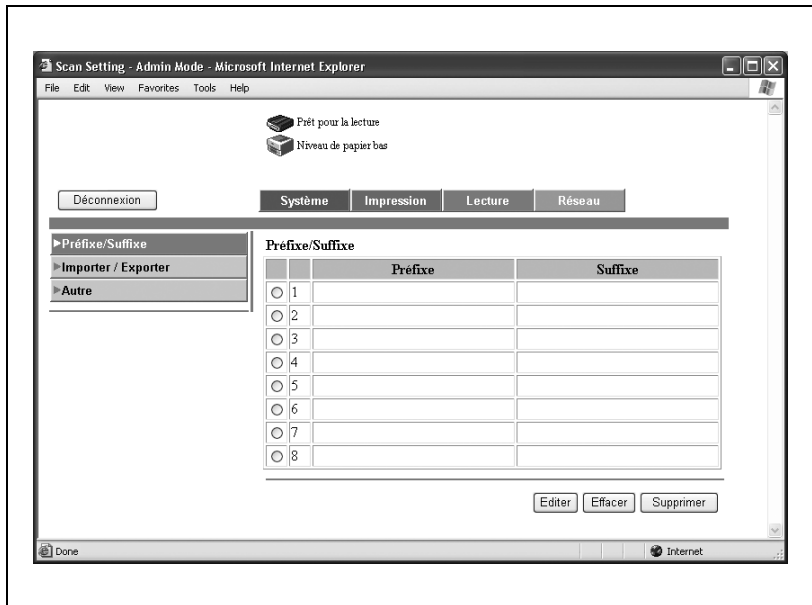 Scan Setting - Admin Mode - Microsoft Internet Explorer
File Edit View Favorites Tools Help
Prêt pour la lecture
Niveau de papier bas
Déconnexion
Système Impression Lecture Réseau
Préfixe/Suffixe
Importer / Exporter
Autre
Préfixe/Suffixe
Préfixe Suffixe
1
2
3
4
5
6
7
8
Editer Effacer Supprimer
Done Internet